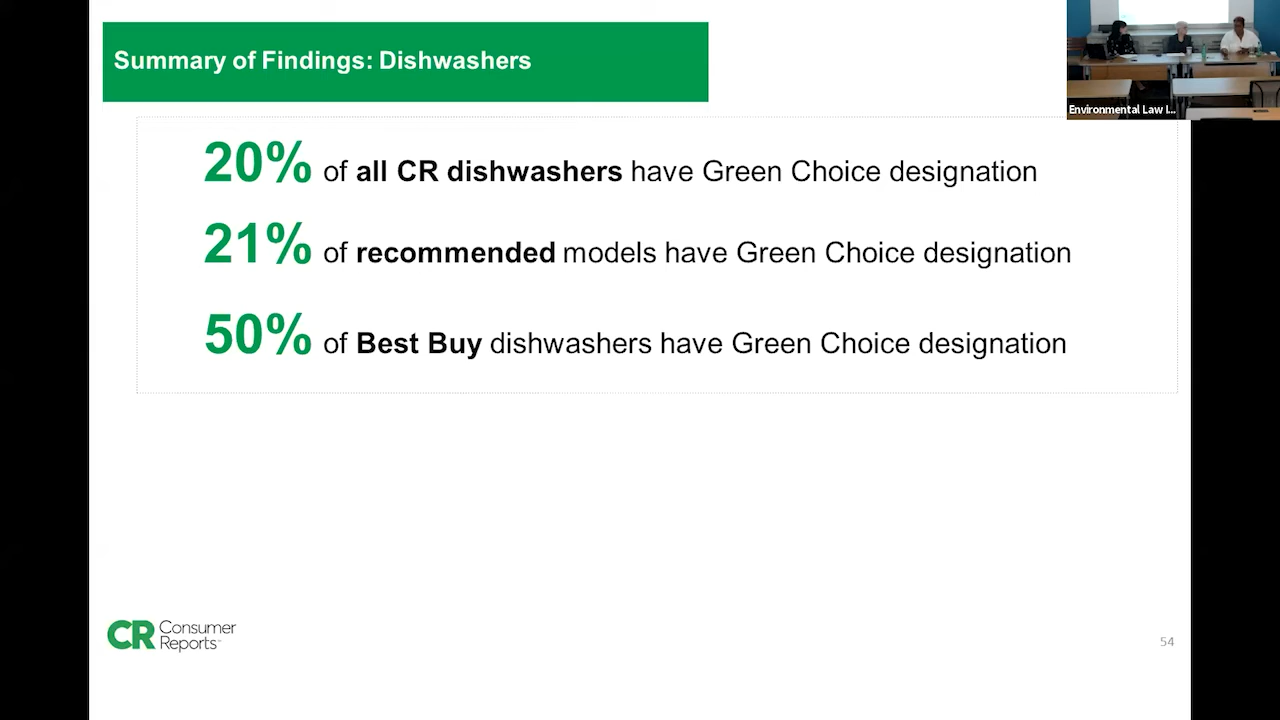 Summary of Findings: Dishwashers
Environmental Law I...
20% of all CR dishwashers have Green Choice designation
21% of recommended models have Green Choice designation
50% of Best Buy dishwashers have Green Choice designation
CR Consumer
Reports
54